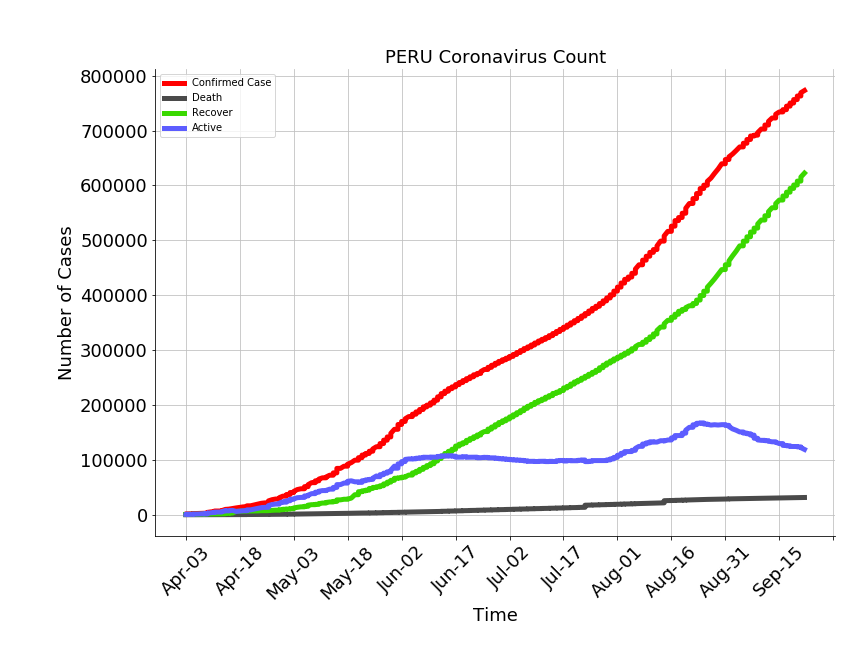 PERU Coronavirus Count
Confirmed Case
Death
Recover
Active
Number of Cases
800000
700000
600000
500000
400000
300000
200000
100000
0
Apr-03
Apr-18
May-03
May-18
Jun-02
Jun-17
Jul-02
Jul-17
Aug-01
Aug-16
Aug-31
Sep-15
Time